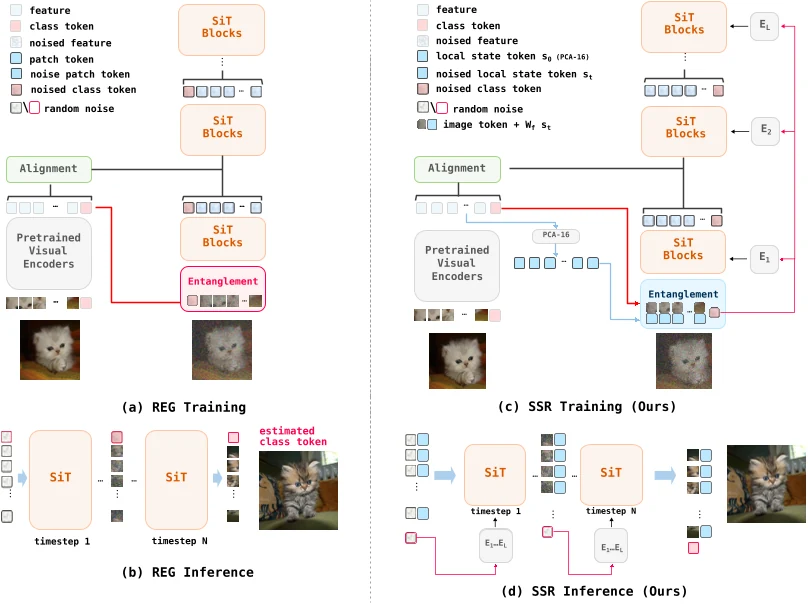 feature
class token
noised feature
patch token
noise patch token
noised class token
\ random noise
SiT
Blocks
...
...
SiT
Blocks
Alignment
...
...
SiT
Blocks
Pretrained
Visual
Encoders
Entanglement
...
...
(a) REG Training
estimated
class token
SiT
...
...
SiT
...
...
timestep 1
timestep N
(b) REG Inference
feature
class token
noised feature
local state token s₀ (PCA-16)
noised local state token sₜ
noised class token
\ random noise
image token + W_f sₜ
SiT
Blocks
E_L
...
...
SiT
Blocks
E₂
Alignment
...
PCA-16
...
Pretrained
Visual
Encoders
...
SiT
Blocks
E₁
Entanglement
...
...
(c) SSR Training (Ours)
SiT
...
...
SiT
...
...
timestep 1
timestep N
E₁…E_L
E₁…E_L
(d) SSR Inference (Ours)